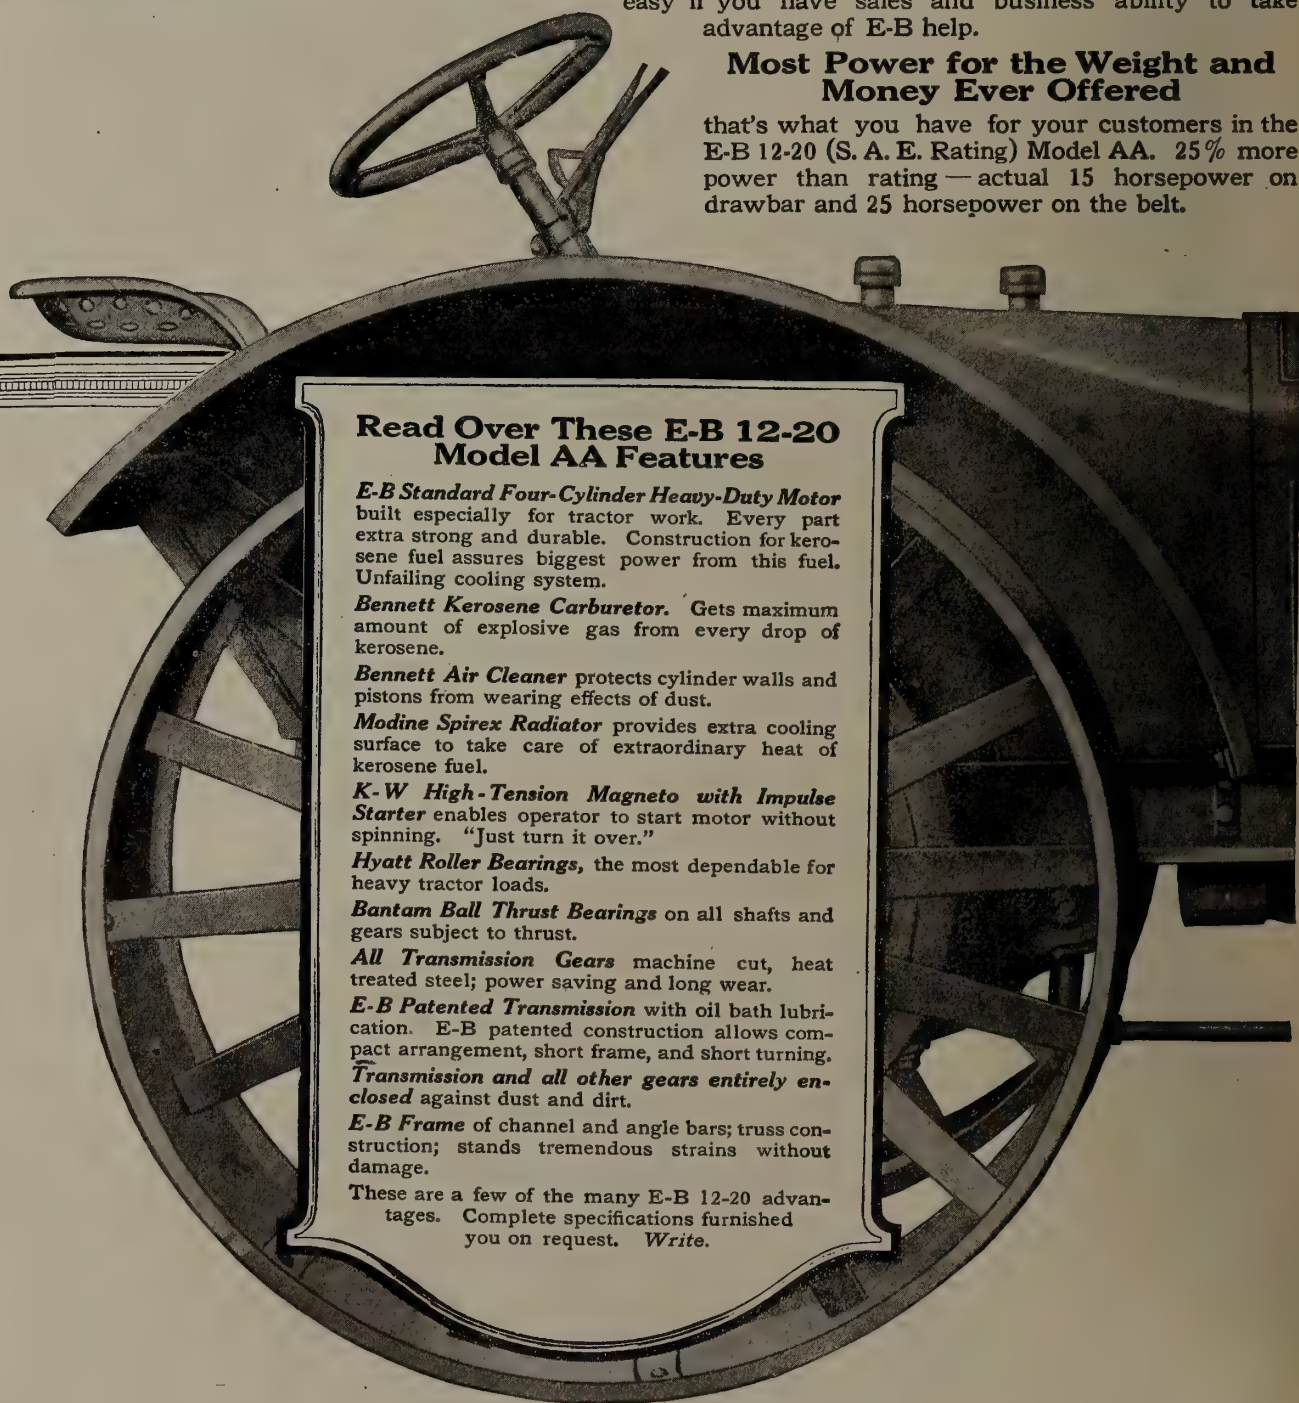 easy if you have sales and business ability to take
advantage of E-B help.
Most Power for the Weight and
Money Ever Offered
that's what you have for your customers in the
E-B 12-20 (S. A. E. Rating) Model AA. 25% more
power than rating — actual 15 horsepower on
drawbar and 25 horsepower on the belt.
Read Over These E-B 12-20
Model AA Features
E-B Standard Four-Cylinder Heavy-Duty Motor
built especially for tractor work. Every part
extra strong and durable. Construction for kero-
sene fuel assures biggest power from this fuel.
Unfailing cooling system.
Bennett Kerosene Carburetor. Gets maximum
amount of explosive gas from every drop of
kerosene.
Bennett Air Cleaner protects cylinder walls and
pistons from wearing effects of dust.
Modine Spirex Radiator provides extra cooling
surface to take care of extraordinary heat of
kerosene fuel.
K-W High-Tension Magneto with Impulse
Starter enables operator to start motor without
spinning. "Just turn it over."
Hyatt Roller Bearings, the most dependable for
heavy tractor loads.
Bantam Ball Thrust Bearings on all shafts and
gears subject to thrust.
All Transmission Gears machine cut, heat
treated steel; power saving and long wear.
E-B Patented Transmission with oil bath lubri-
cation. E-B patented construction allows com-
pact arrangement, short frame, and short turning.
Transmission and all other gears entirely en-
closed against dust and dirt.
E-B Frame of channel and angle bars; truss con-
struction; stands tremendous strains without
damage.
These are a few of the many E-B 12-20 advan-
tages. Complete specifications furnished
you on request. Write.